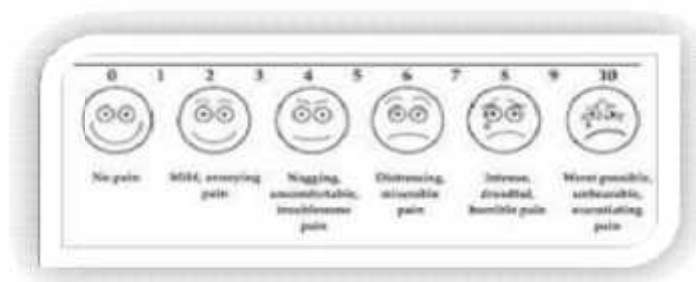 0 1 2 3 4 5 6 7 8 9 10
No pain
Mild, annoying
pain
Nagging,
uncomfortable,
troublesome
pain
Distressing,
miserable
pain
Intense,
dreadful,
horrible pain
Worst possible,
unbearable,
excruciating
pain